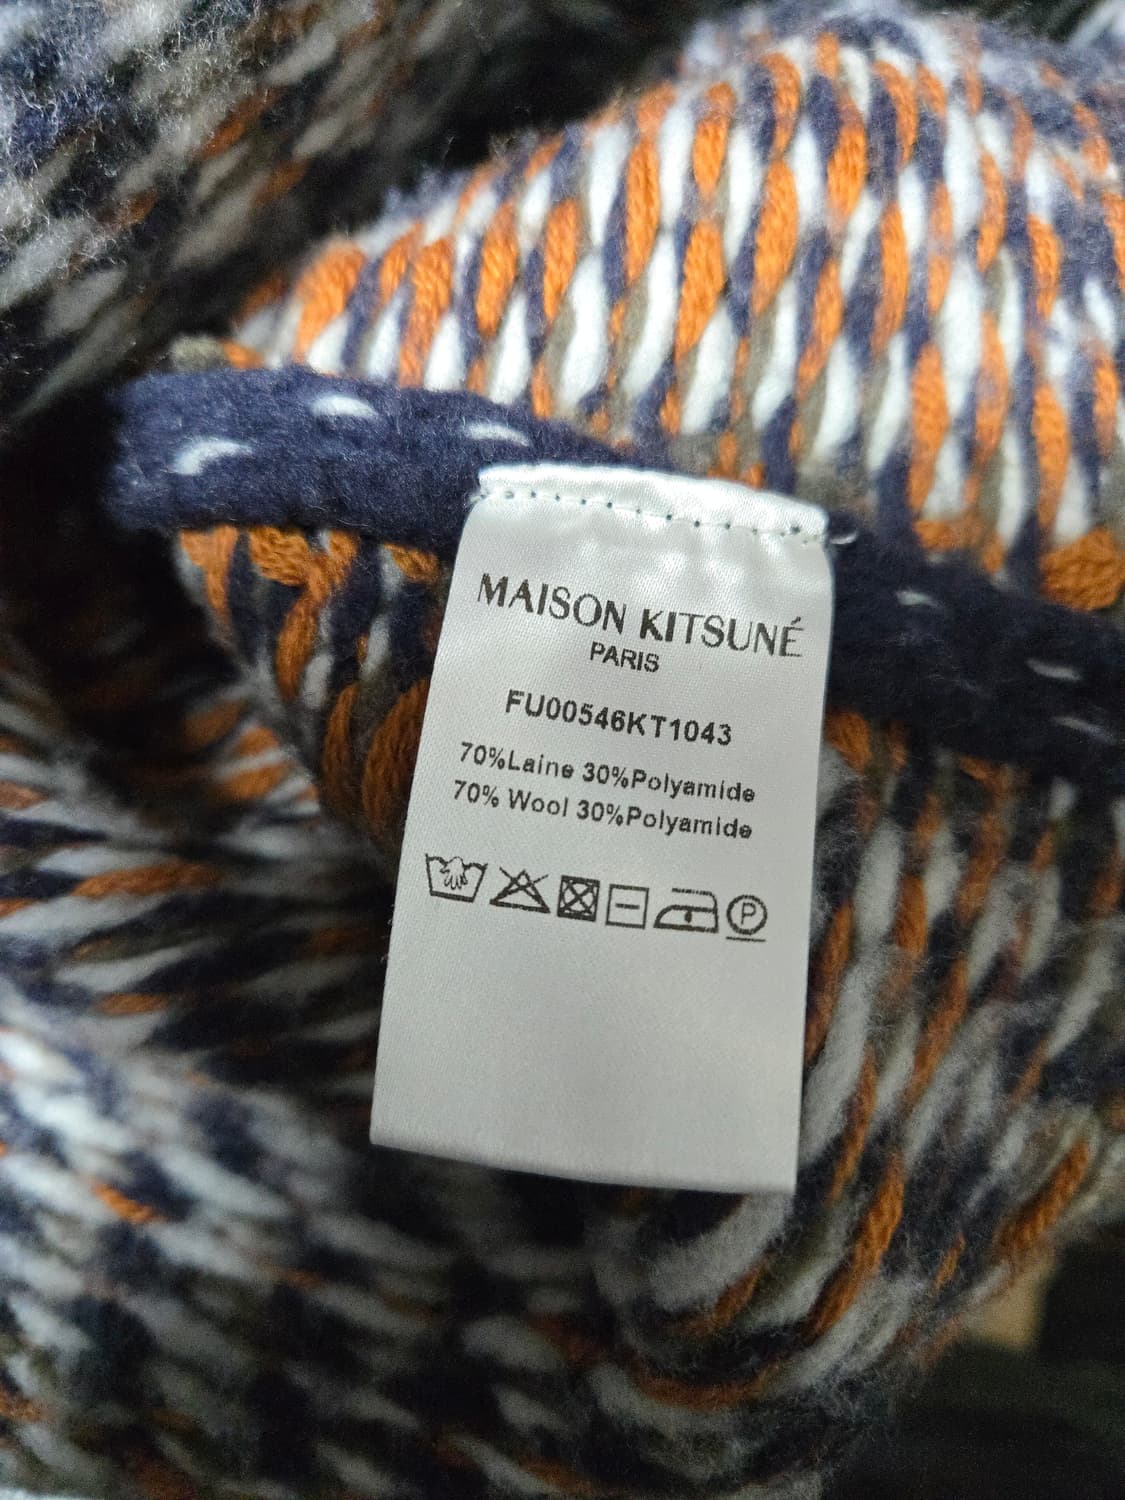 MAISON KITSUNÉ
PARIS
FU00546KT1043
70%Laine 30%Polyamide
70% Wool 30%Polyamide
P